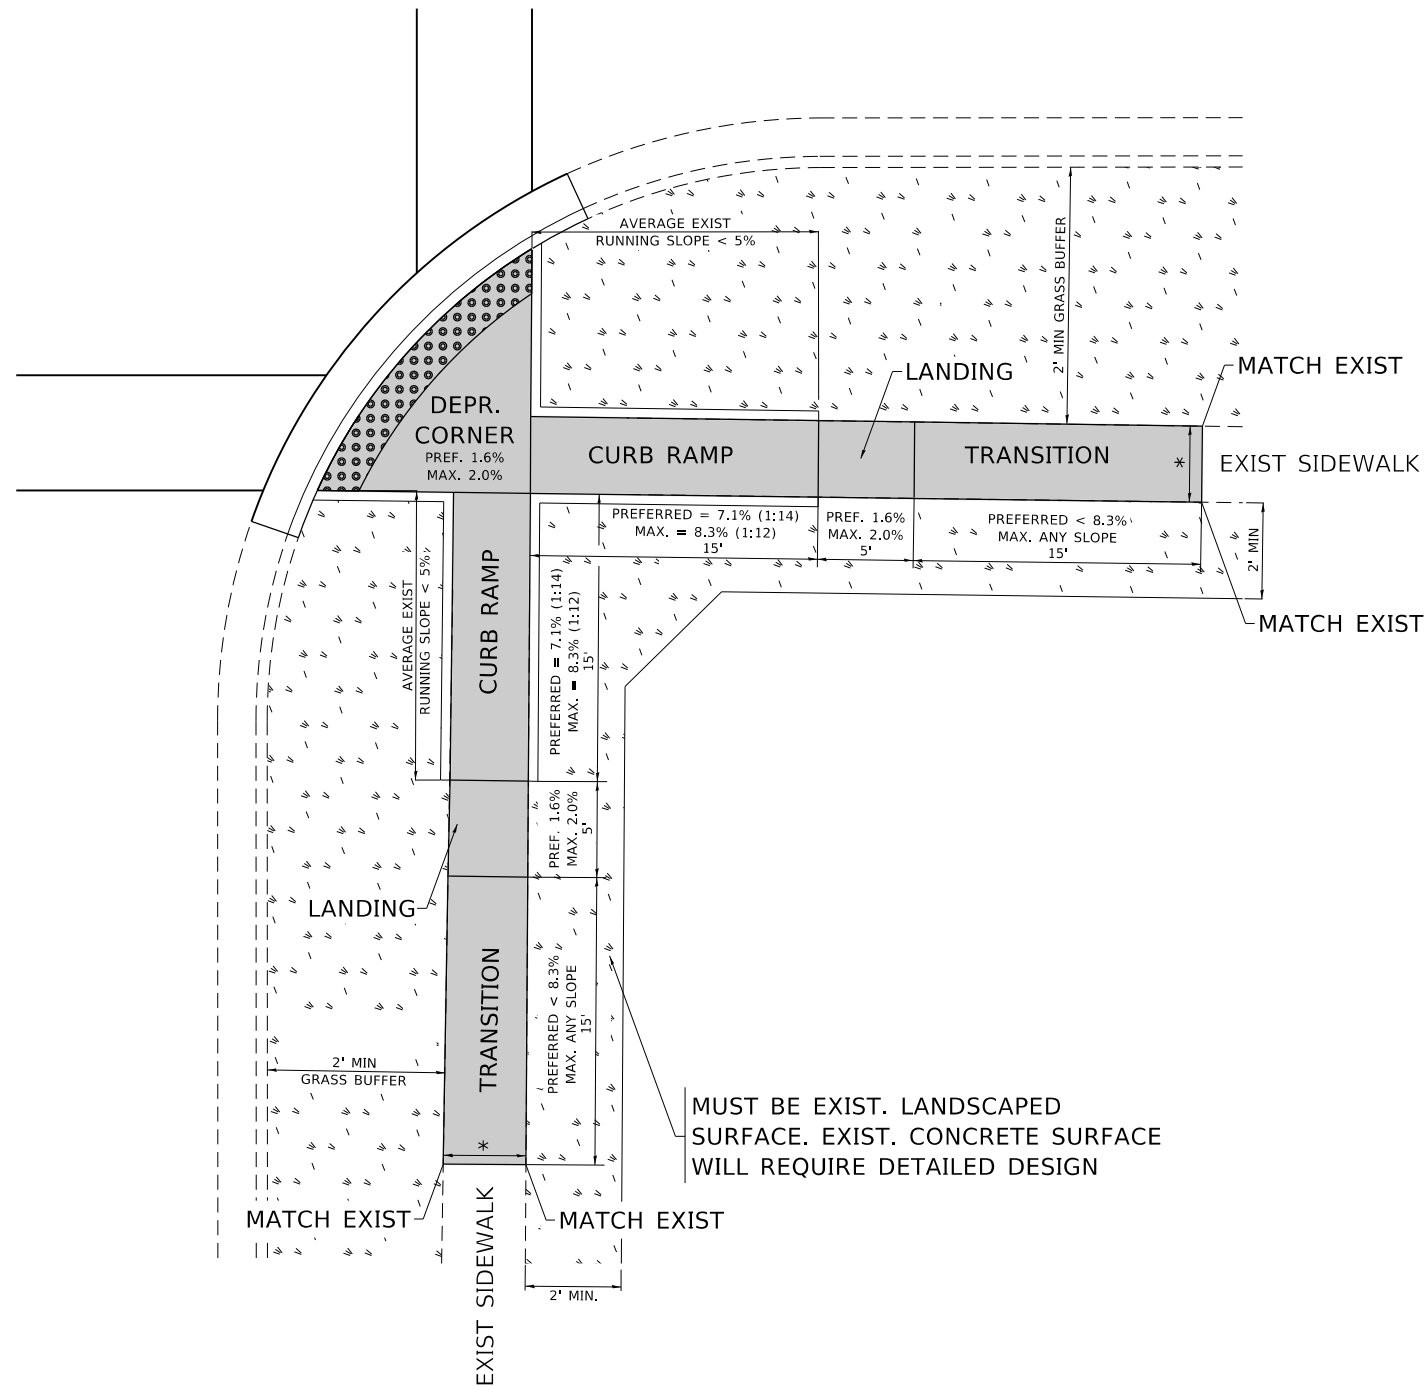 AVERAGE EXIST
RUNNING SLOPE < 5%
2' MIN GRASS BUFFER
LANDING
MATCH EXIST
DEPR.
CORNER
PREF. 1.6%
MAX. 2.0%
CURB RAMP
TRANSITION
*
EXIST SIDEWALK
PREFERRED = 7.1% (1:14)
MAX. = 8.3% (1:12)
15'
PREF. 1.6%
MAX. 2.0%
5'
PREFERRED < 8.3%
MAX. ANY SLOPE
15'
2' MIN
MATCH EXIST
AVERAGE EXIST
RUNNING SLOPE < 5%
CURB RAMP
PREFERRED = 7.1% (1:14)
MAX. = 8.3% (1:12)
15'
PREF. 1.6%
MAX. 2.0%
5'
LANDING
TRANSITION
PREFERRED < 8.3%
MAX. ANY SLOPE
15'
2' MIN
GRASS BUFFER
MUST BE EXIST. LANDSCAPED
SURFACE. EXIST. CONCRETE SURFACE
WILL REQUIRE DETAILED DESIGN
*
MATCH EXIST
MATCH EXIST
EXIST SIDEWALK
2' MIN.